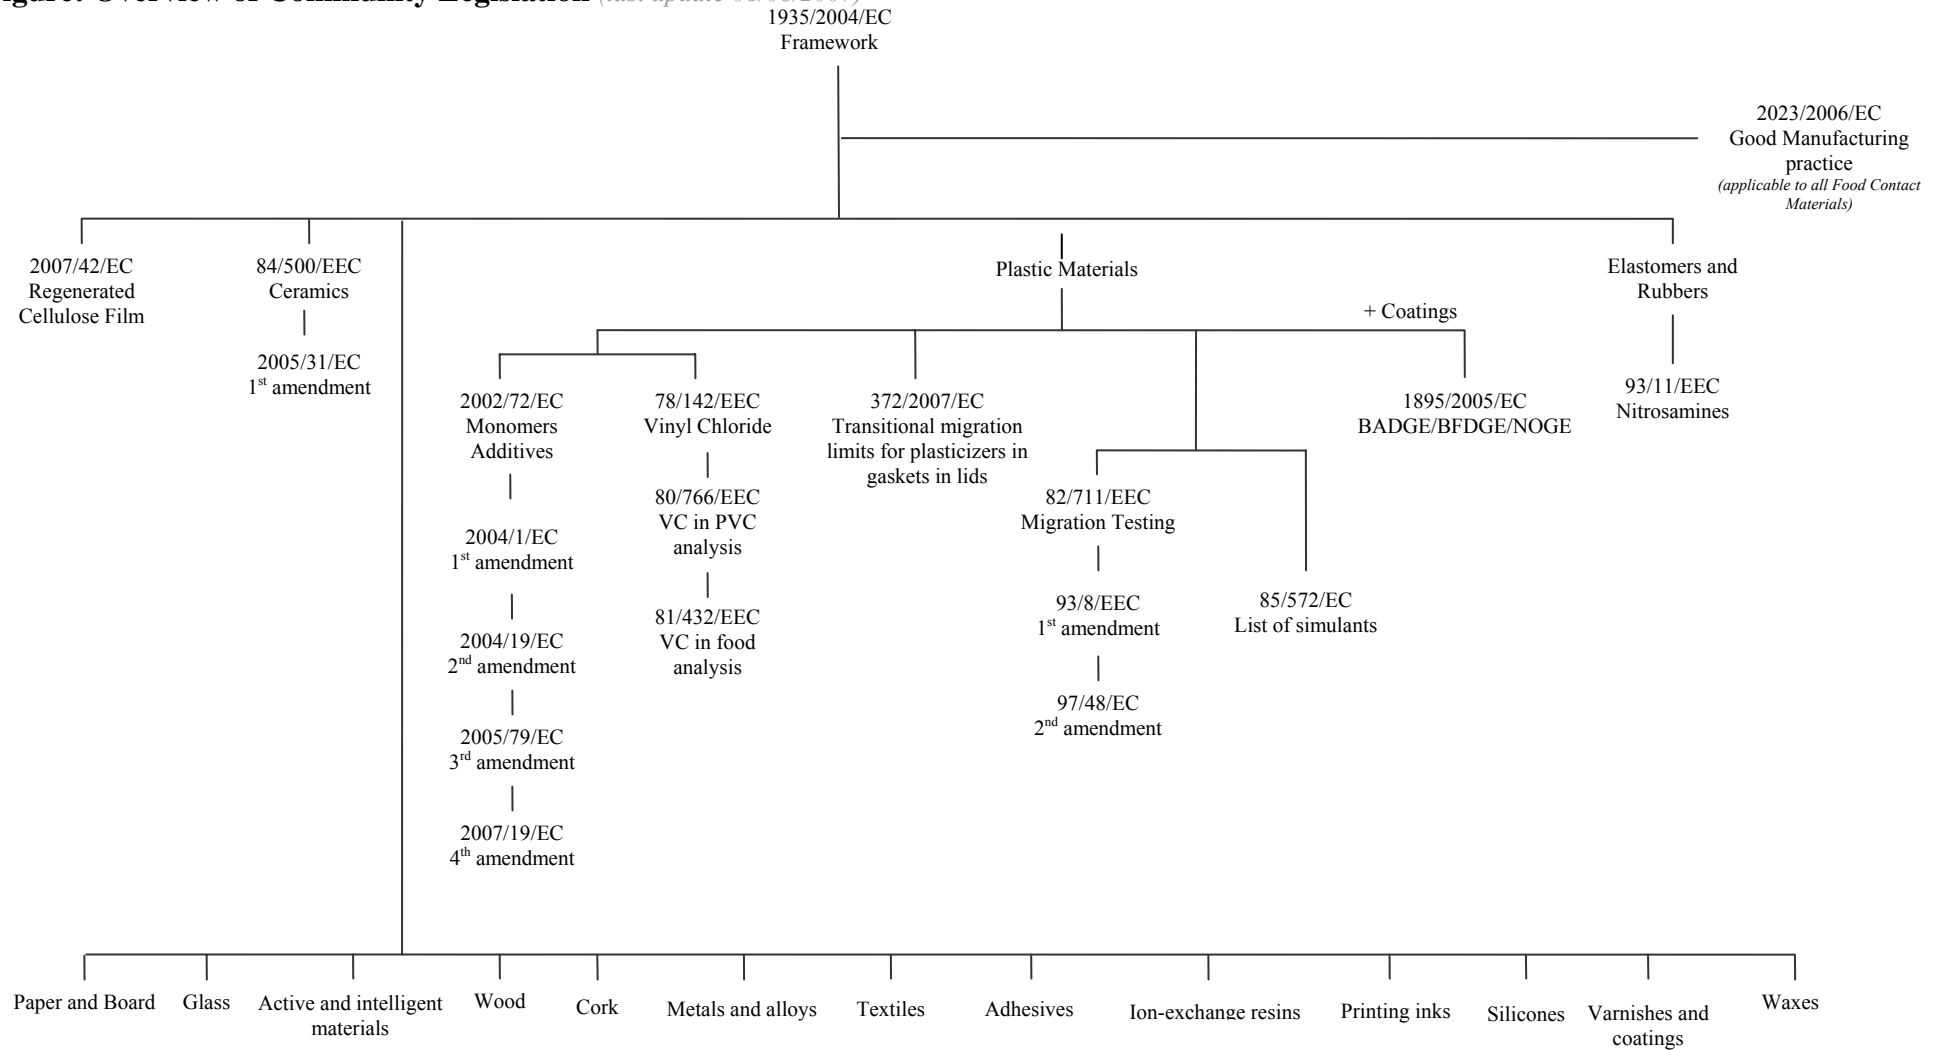 Figure: Overview of Community Legislation (last update
1935/2004/EC
Framework
2023/2006/EC
Good Manufacturing
practice
(applicable to all Food Contact
Materials)
2007/42/EC
Regenerated
Cellulose Film
84/500/EEC
Ceramics
2005/31/EC
1st amendment
Plastic Materials
+ Coatings
Elastomers and
Rubbers
93/11/EEC
Nitrosamines
2002/72/EC
Monomers
Additives
2004/1/EC
1st amendment
2004/19/EC
2nd amendment
2005/79/EC
3rd amendment
2007/19/EC
4th amendment
78/142/EEC
Vinyl Chloride
80/766/EEC
VC in PVC
analysis
81/432/EEC
VC in food
analysis
372/2007/EC
Transitional migration
limits for plasticizers in
gaskets in lids
82/711/EEC
Migration Testing
93/8/EEC
1st amendment
97/48/EC
2nd amendment
85/572/EC
List of simulants
1895/2005/EC
BADGE/BFDGE/NOGE
Paper and Board
Glass
Active and intelligent
materials
Wood
Cork
Metals and alloys
Textiles
Adhesives
Ion-exchange resins
Printing inks
Silicones
Varnishes and
coatings
Waxes